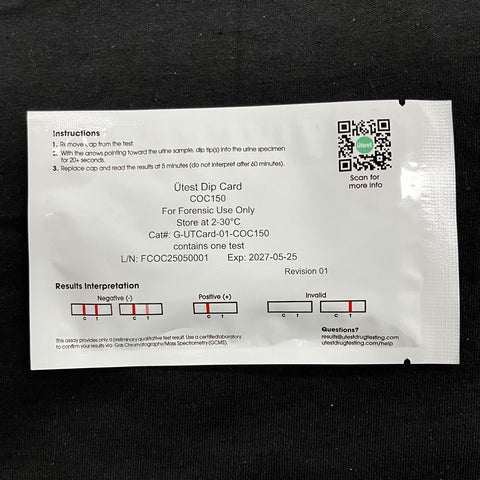 Instructions
1. Remove cap from the test.
2. With the arrows pointing toward the urine sample, dip tip(s) into the urine specimen
for 20+ seconds.
3. Replace cap and read the results at 5 minutes (do not interpret after 60 minutes).
Utest
Scan for
more info
Ütest Dip Card
COC150
For Forensic Use Only
Store at 2-30°C
Cat#: G-UTCard-01-COC150
contains one test
L/N: FCOC25050001 Exp: 2027-05-25
Revision 01
Results Interpretation
Negative (-) Positive (+) Invalid
C T C T C T C T C T
This assay provides only a preliminary qualitative test result. Use a certified laboratory
to confirm your results via- Gas Chromatography/Mass Spectrometry (GCMS).
Questions?
results@utestdrugtesting.com
utestdrugtesting.com/help